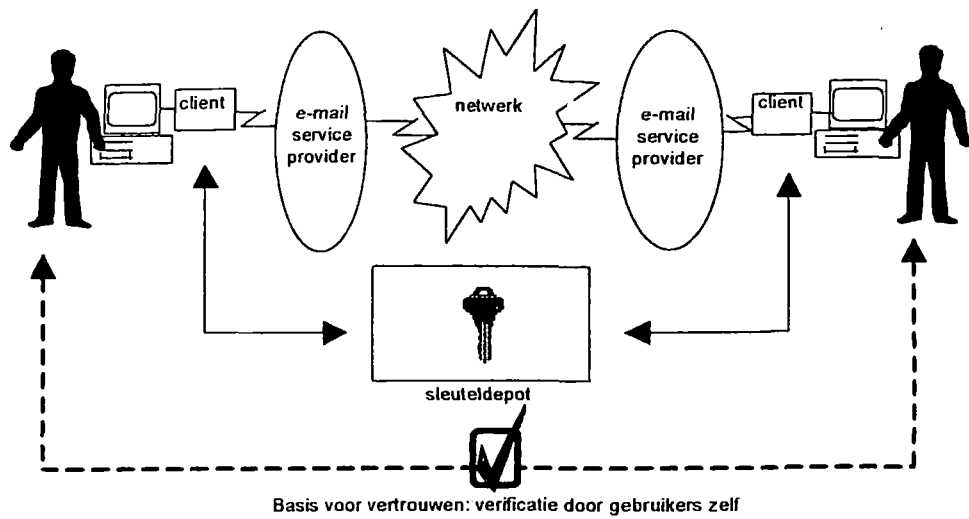 client
e-mail
service
provider
netwerk
e-mail
service
provider
client
sleuteldepot
Basis voor vertrouwen: verificatie door gebruikers zelf